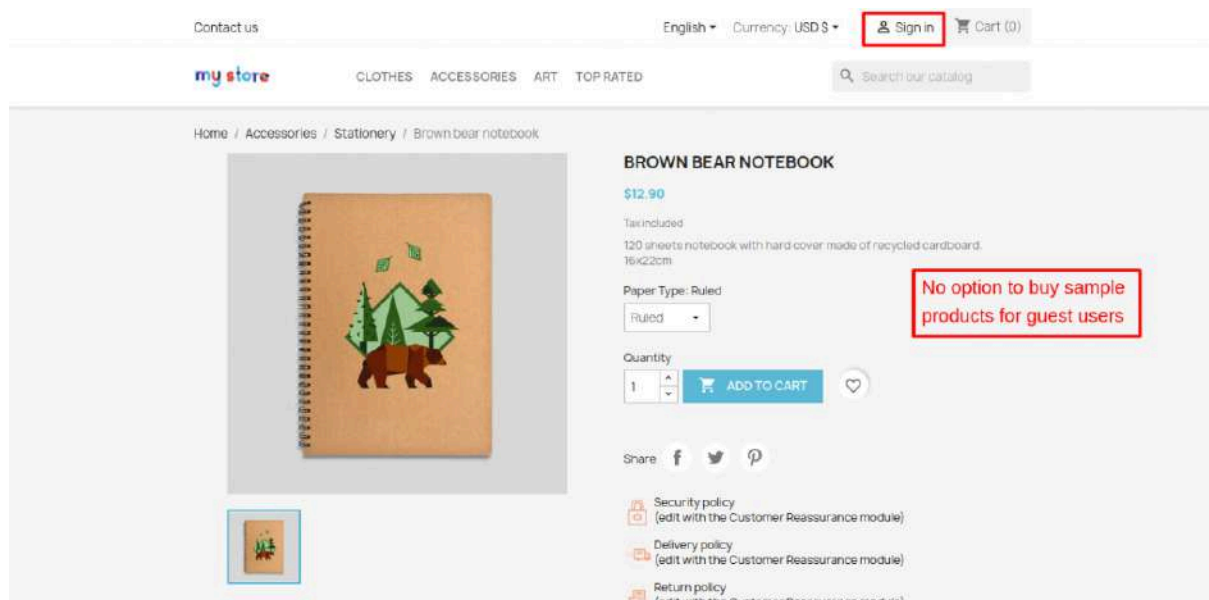 Contact us
English
Currency: USD $
Sign in
Cart (0)
my store
CLOTHES ACCESSORIES ART TOP RATED
Search our catalog
Home / Accessories / Stationery / Brown bear notebook
BROWN BEAR NOTEBOOK
$12.90
Tax included
120 sheets notebook with hard cover made of recycled cardboard.
16x22cm
Paper Type: Ruled
Ruled
No option to buy sample
products for guest users
Quantity
1
ADD TO CART
Share
Security policy
(edit with the Customer Reassurance module)
Delivery policy
(edit with the Customer Reassurance module)
Return policy